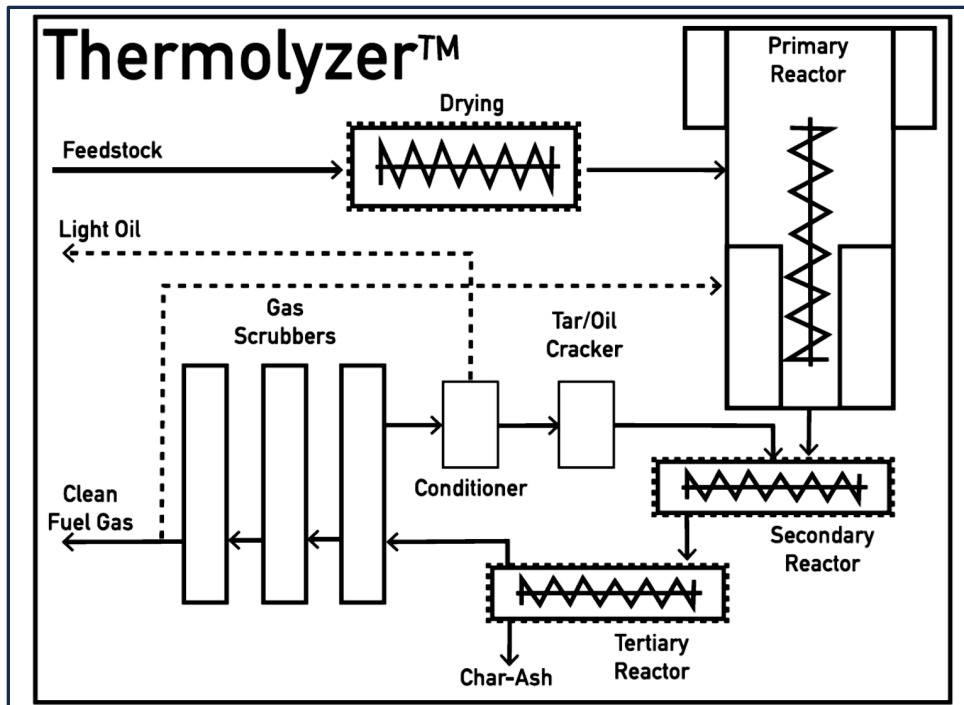 Thermolyzer™
Primary
Reactor
Drying
Feedstock
Light Oil
Gas
Scrubbers
Tar/Oil
Cracker
Conditioner
Clean
Fuel Gas
Secondary
Reactor
Tertiary
Reactor
Char-Ash